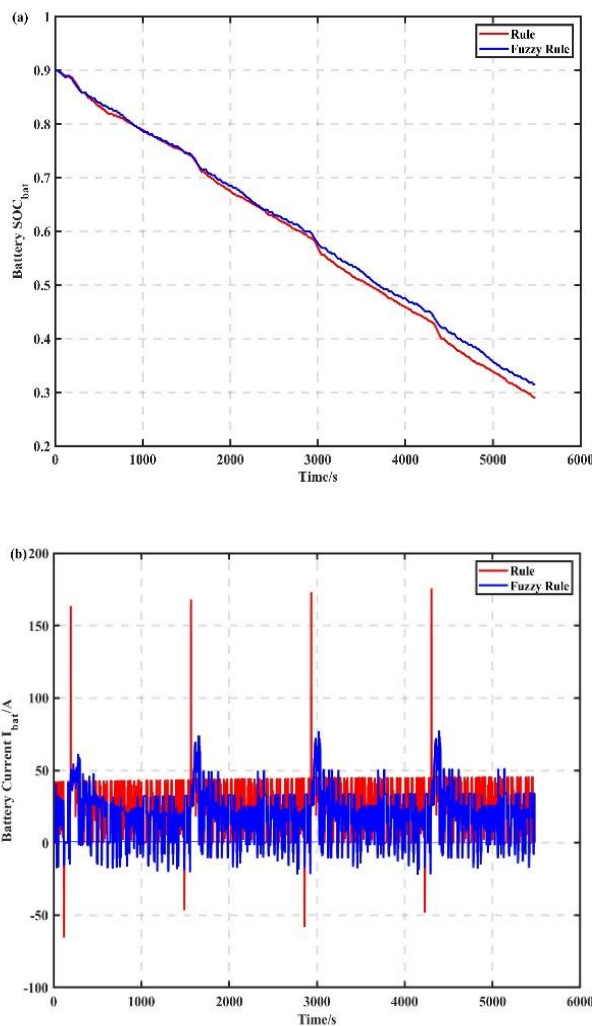 (a)
1
0.9
0.8
0.7
0.6
0.5
0.4
0.3
0.2
Battery SOCbat
Rule
Fuzzy Rule
0 1000 2000 3000 4000 5000 6000
Time/s
(b)
200
150
100
50
0
-50
-100
Battery Current Ibat/A
Rule
Fuzzy Rule
0 1000 2000 3000 4000 5000 6000
Time/s